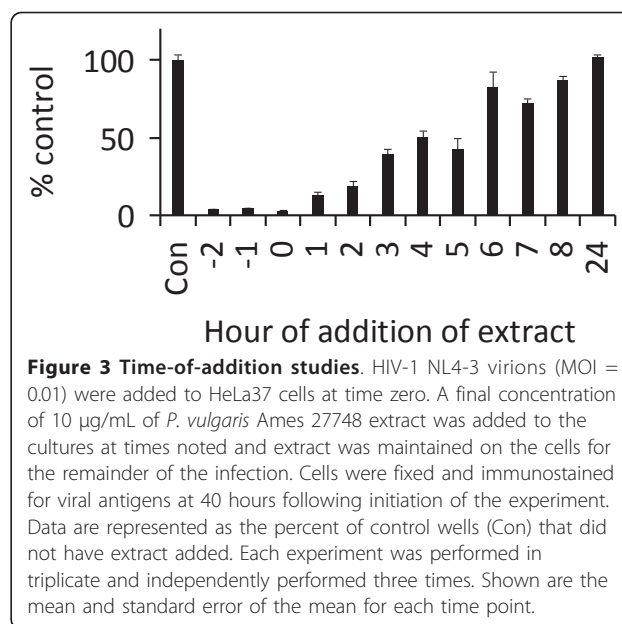 % control
100
50
0
Con -2 -1 0 1 2 3 4 5 6 7 8 24
Hour of addition of extract
Figure 3 Time-of-addition studies. HIV-1 NL4-3 virions (MOI =
0.01) were added to HeLa37 cells at time zero. A final concentration
of 10 μg/mL of P. vulgaris Ames 27748 extract was added to the
cultures at times noted and extract was maintained on the cells for
the remainder of the infection. Cells were fixed and immunostained
for viral antigens at 40 hours following initiation of the experiment.
Data are represented as the percent of control wells (Con) that did
not have extract added. Each experiment was performed in
triplicate and independently performed three times. Shown are the
mean and standard error of the mean for each time point.